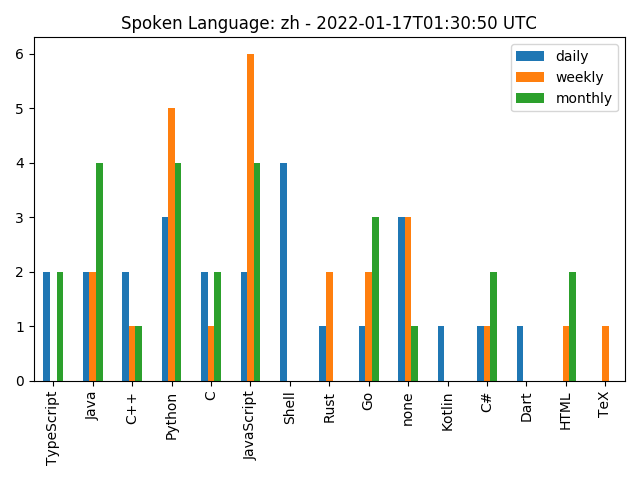 Spoken Language: zh - 2022-01-17T01:30:50 UTC
daily
weekly
monthly
6
5
4
3
2
1
0
TypeScript
Java
C++
Python
C
JavaScript
Shell
Rust
Go
none
Kotlin
C#
Dart
HTML
TeX